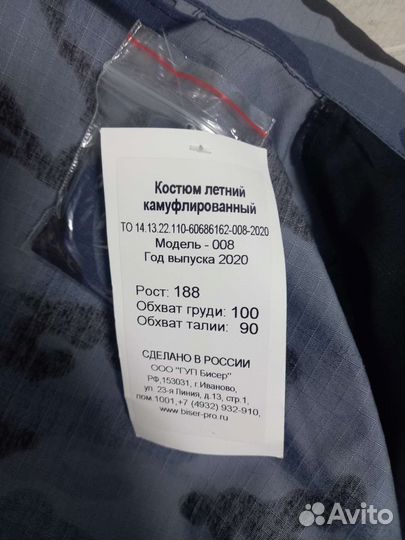 Костюм летний
камуфлированный
ТО 14.13.22.110-60686162-008-2020
Модель - 008
Год выпуска 2020
Рост: 188
Обхват груди: 100
Обхват талии: 90
СДЕЛАНО В РОССИИ
ООО "ГУП Бисер"
РФ,153031, г.Иваново,
ул. 23-я Линия, д.13, стр.1,
пом 1001,+7 (4932) 932-910,
www.biser-pro.ru
Avito